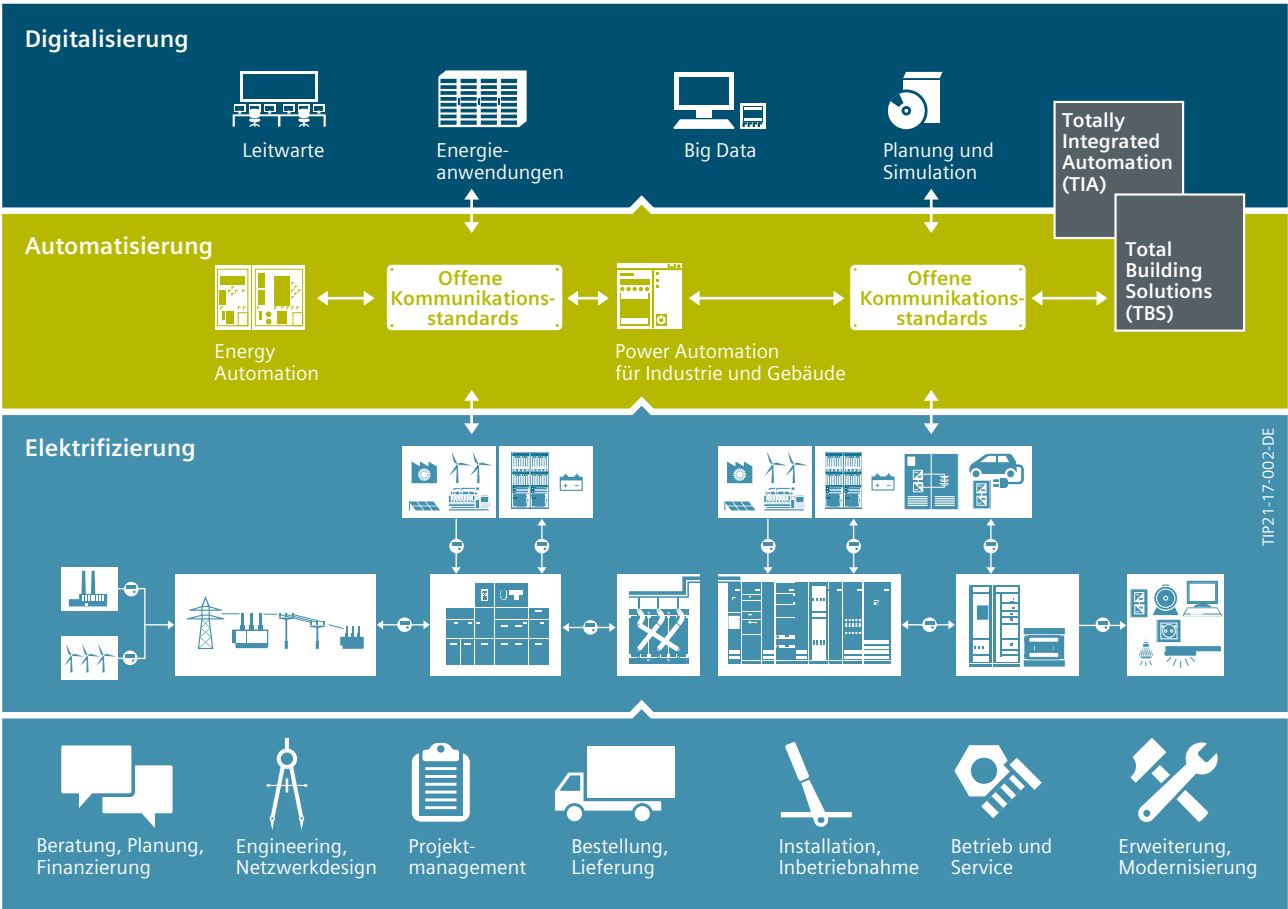 Digitalisierung
Leitwarte
Energie-
anwendungen
Big Data
Planung und
Simulation
Totally
Integrated
Automation
(TIA)
Automatisierung
Total
Building
Solutions
(TBS)
Offene
Kommunikations-
standards
Offene
Kommunikations-
standards
Energy
Automation
Power Automation
für Industrie und Gebäude
Elektrifizierung
TIP21-17-002-DE
Beratung, Planung,
Finanzierung
Engineering,
Netzwerkdesign
Projekt-
management
Bestellung,
Lieferung
Installation,
Inbetriebnahme
Betrieb und
Service
Erweiterung,
Modernisierung